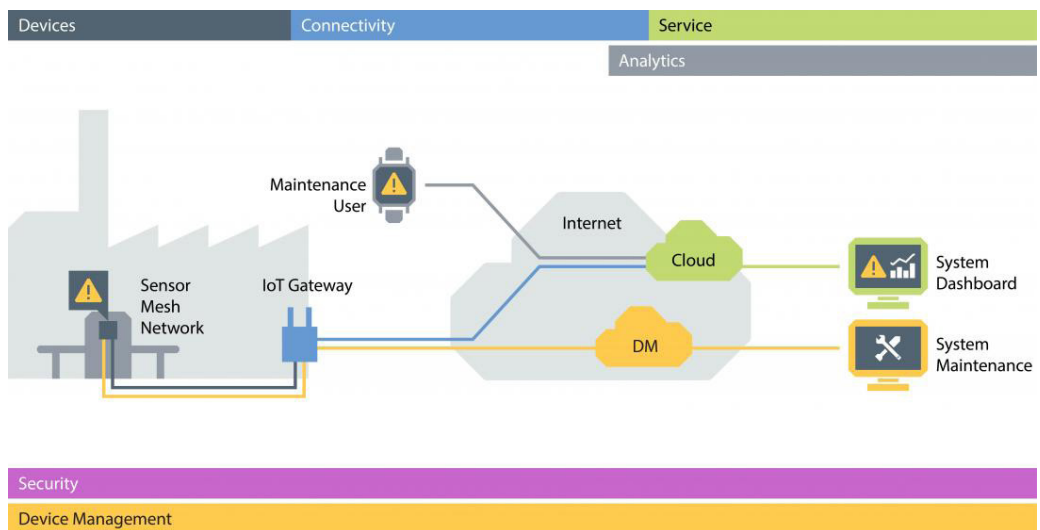 Devices
Connectivity
Service
Analytics
Maintenance
User
Internet
Cloud
System
Dashboard
Sensor
Mesh
Network
IoT Gateway
DM
System
Maintenance
Security
Device Management